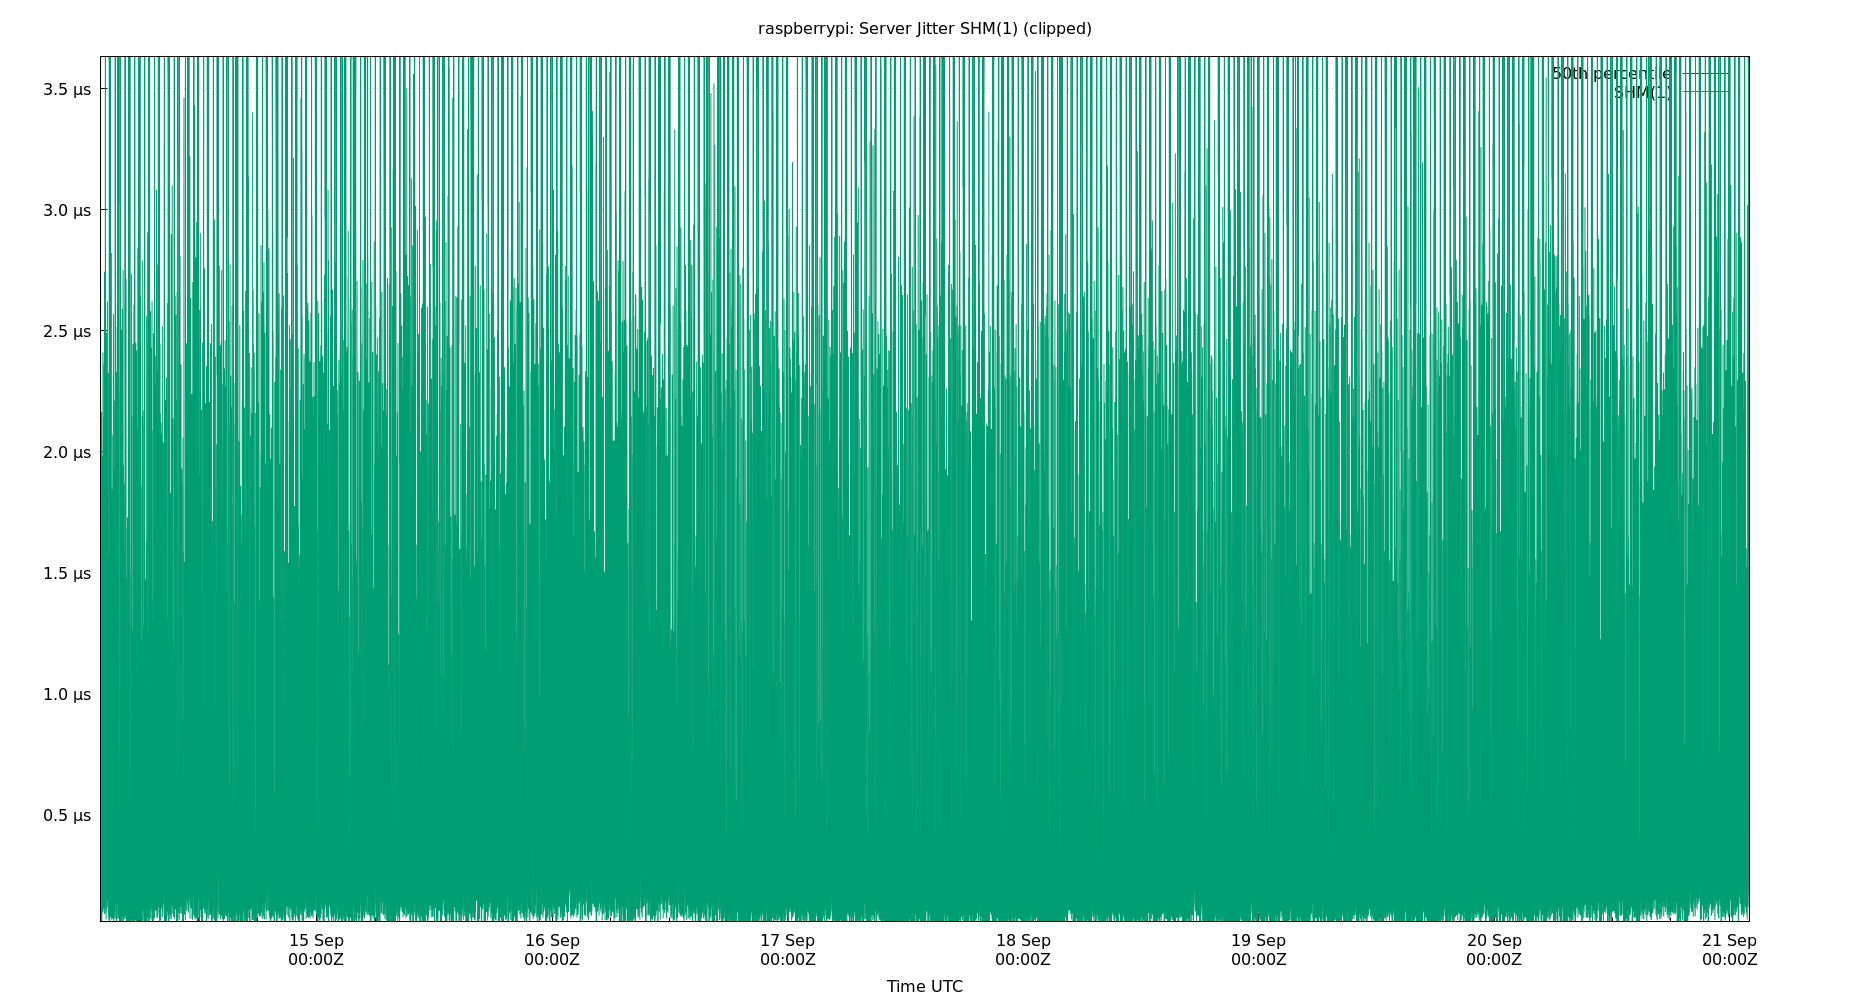 raspberrypi: Server Jitter SHM(1) (clipped)
50th percentile
SHM(1)
3.5 µs
3.0 µs
2.5 µs
2.0 µs
1.5 µs
1.0 µs
0.5 µs
15 Sep 16 Sep 17 Sep 18 Sep 19 Sep 20 Sep 21 Sep
00:00Z 00:00Z 00:00Z 00:00Z 00:00Z 00:00Z 00:00Z
Time UTC